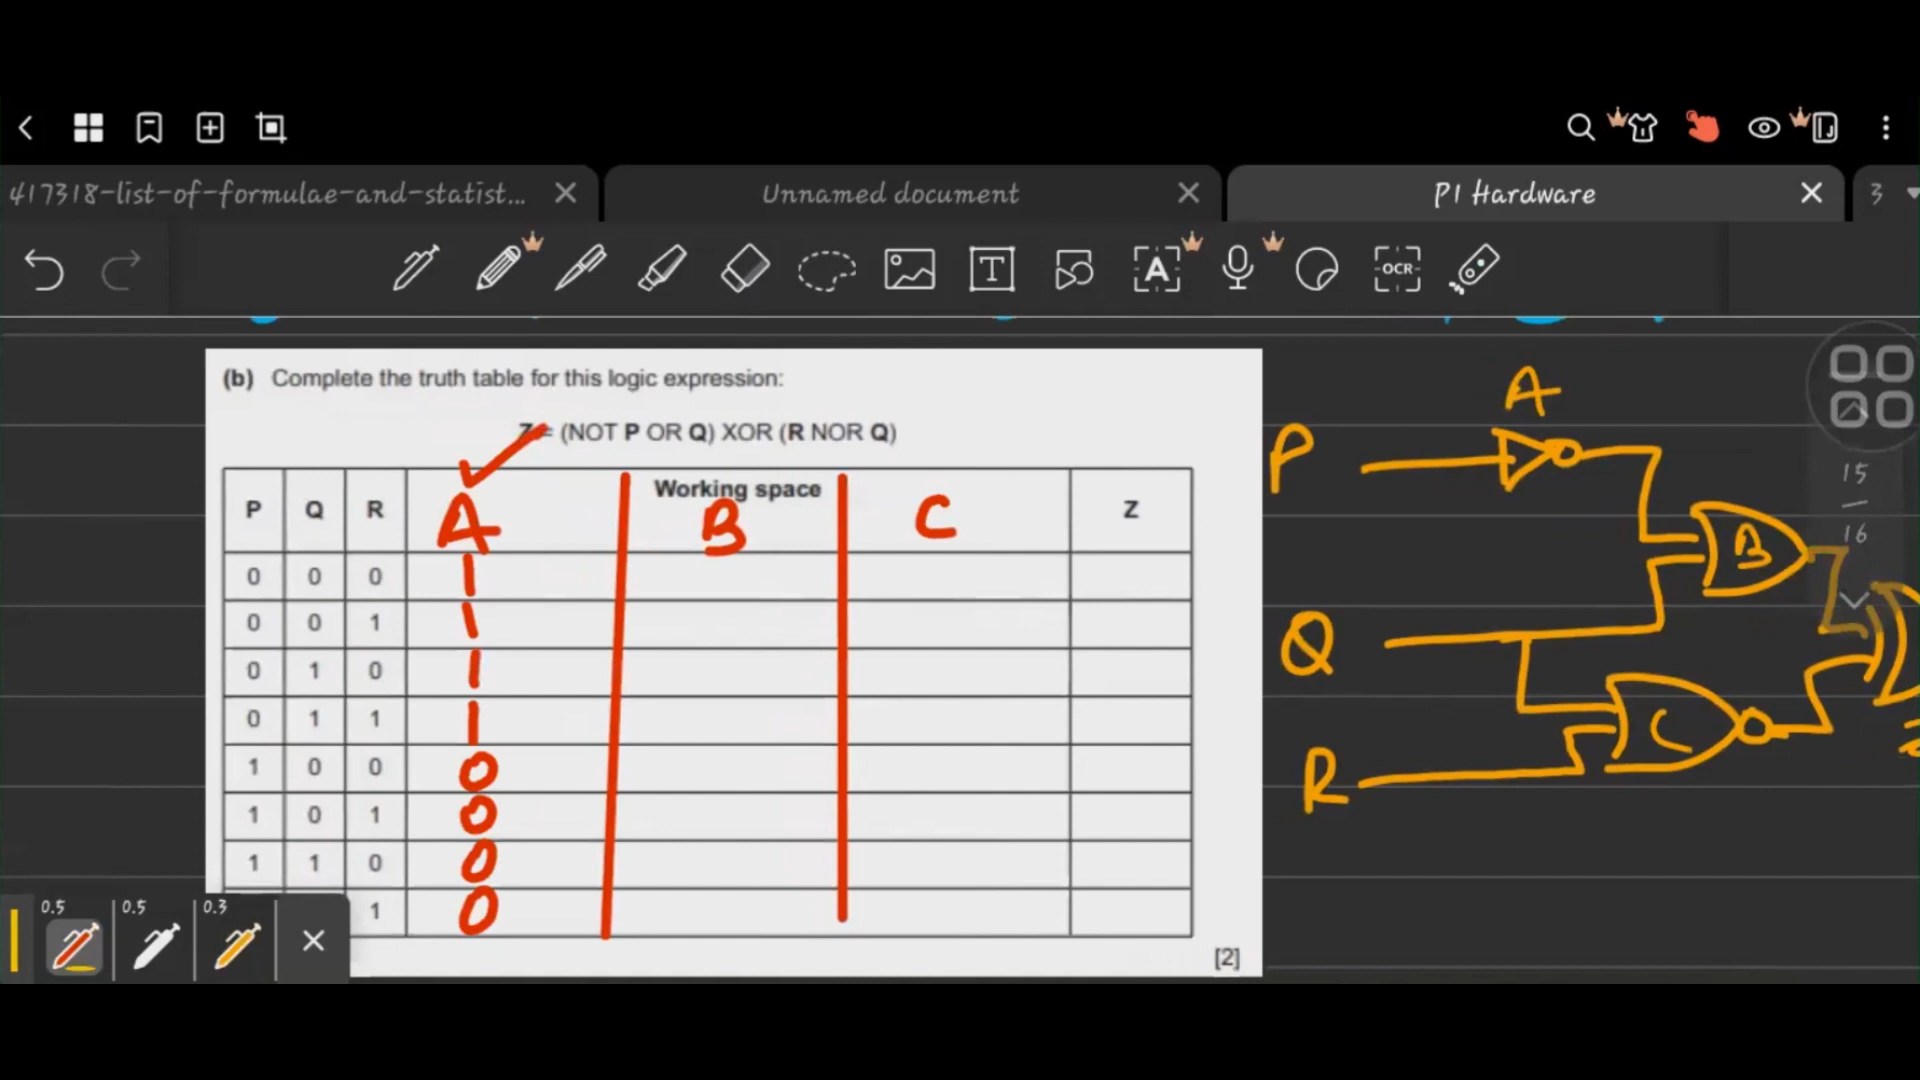 417318-list-of-formulae-and-statist...
Unnamed document
P1 Hardware
3
T
A
OCR
(b) Complete the truth table for this logic expression:
Z = (NOT P OR Q) XOR (R NOR Q)
P Q R Working space Z
A B C
0 0 0 1
0 0 1 1
0 1 0 1
0 1 1 1
1 0 0 0
1 0 1 0
1 1 0 0
1 0
[2]
0.5 0.5 0.3
A
P
B
Q
C
R
15
16